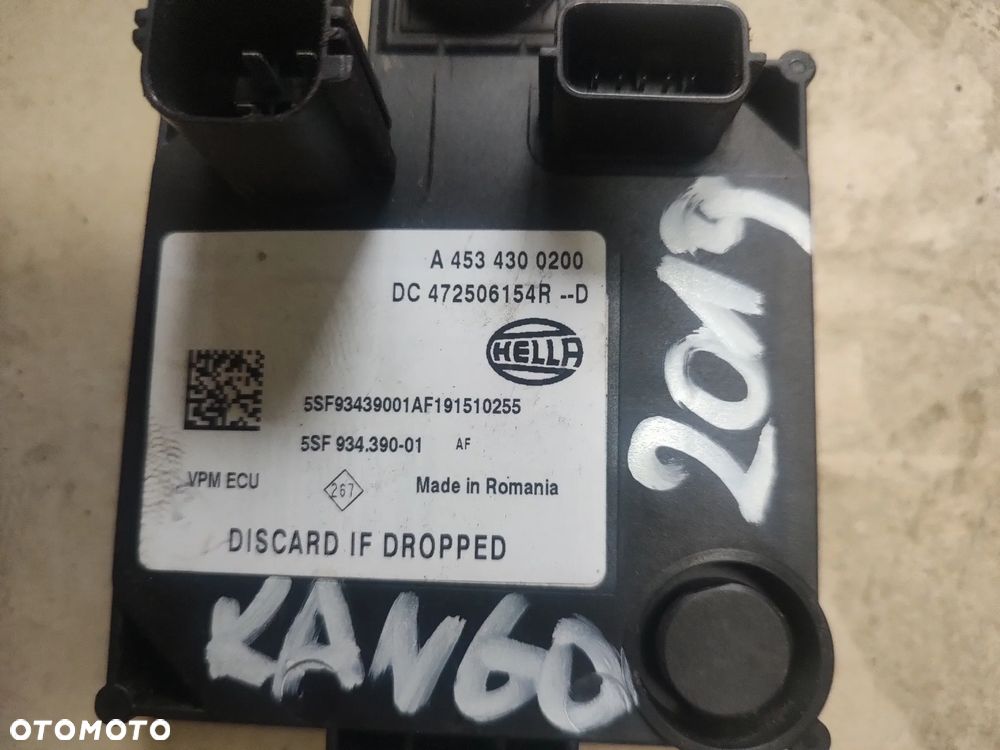 A 453 430 0200
DC 472506154R --D
HELLA
5SF93439001AF191510255
5SF 934.390-01 AF
VPM ECU
267
Made in Romania
DISCARD IF DROPPED
2019
KANGO
OTOMOTO